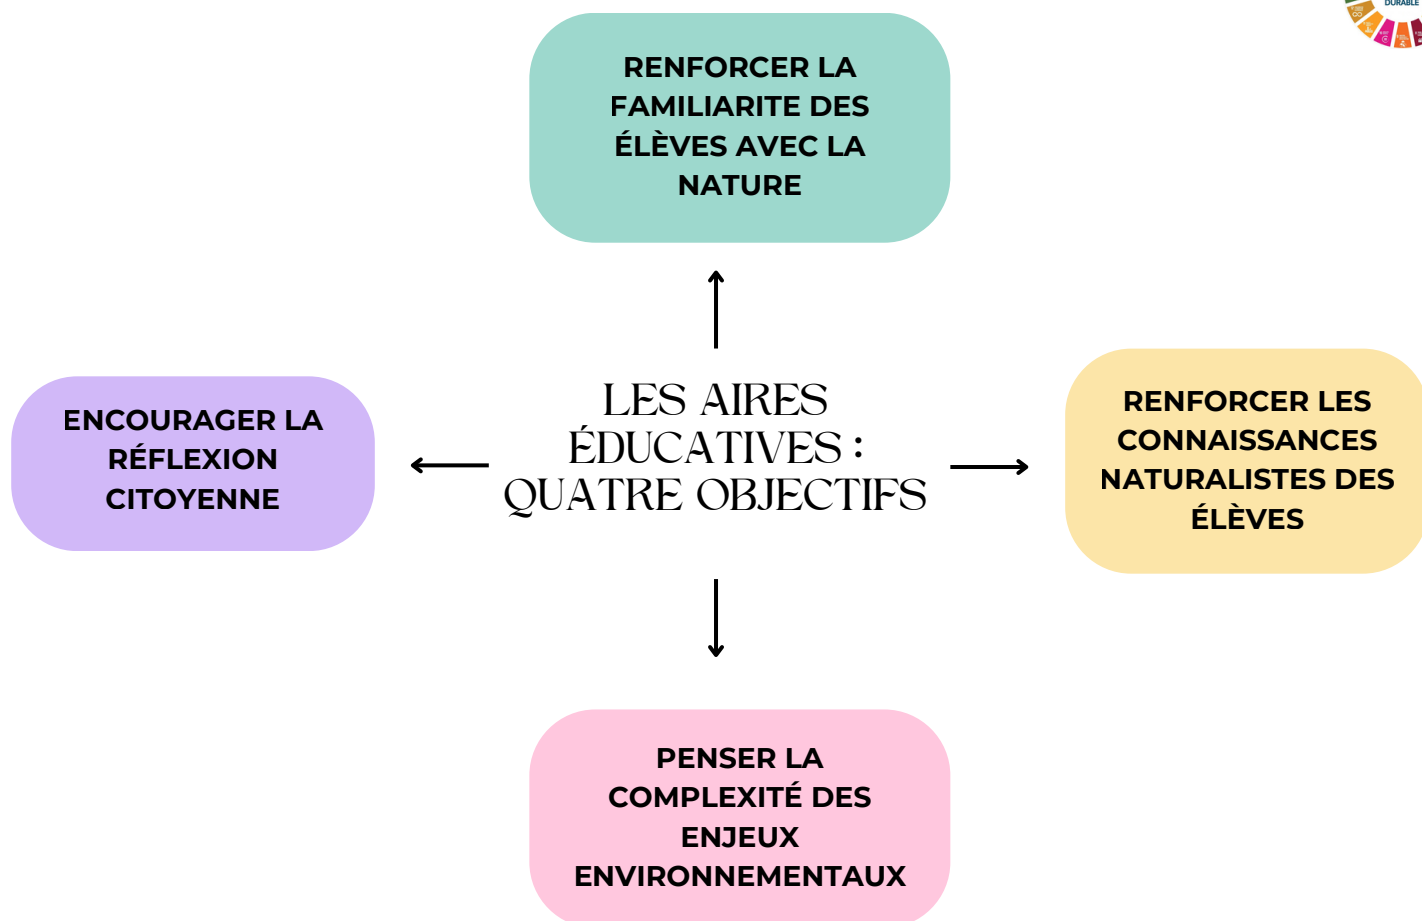 DURABLE
RENFORCER LA
FAMILIARITE DES
ÉLÈVES AVEC LA
NATURE
LES AIRES
ÉDUCATIVES :
QUATRE OBJECTIFS
ENCOURAGER LA
RÉFLEXION
CITOYENNE
RENFORCER LES
CONNAISSANCES
NATURALISTES DES
ÉLÈVES
PENSER LA
COMPLEXITÉ DES
ENJEUX
ENVIRONNEMENTAUX